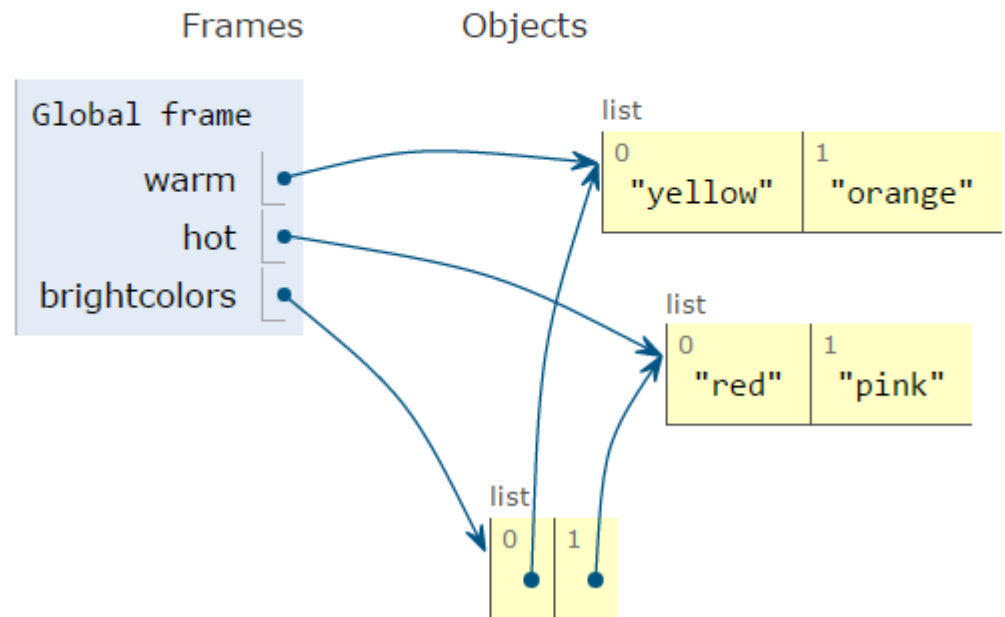 Frames Objects
Global frame
warm
hot
brightcolors
list
0 1
"yellow" "orange"
list
0 1
"red" "pink"
list
0 1